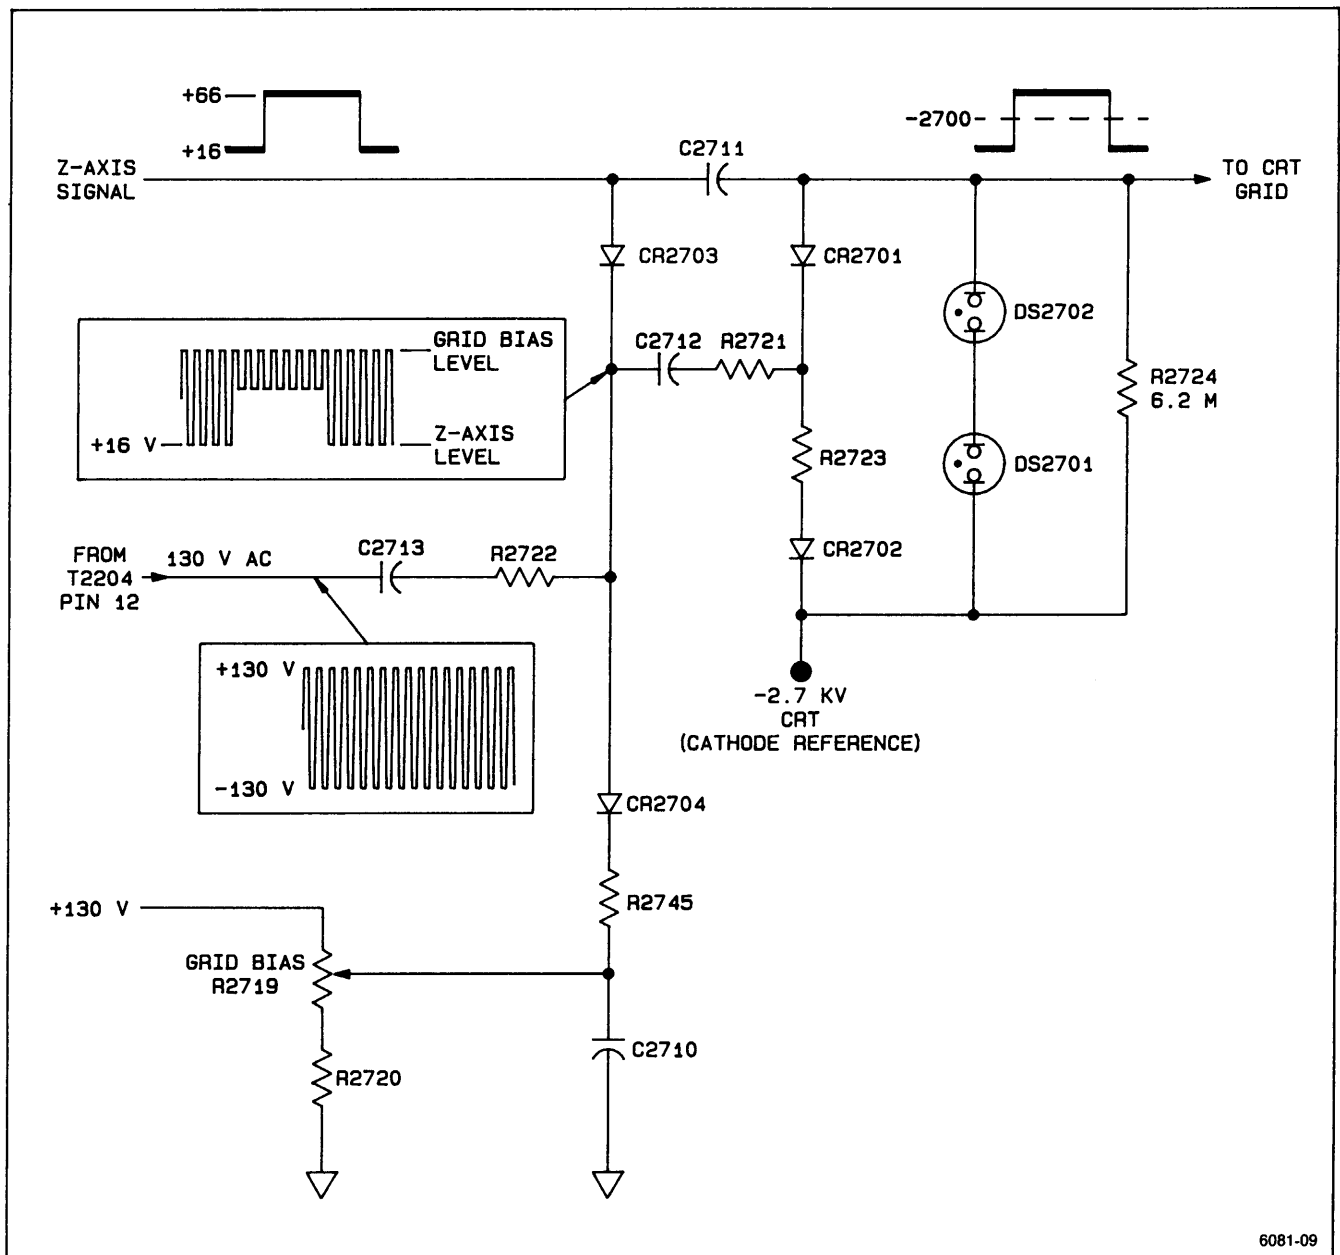 +66
+16
Z-AXIS
SIGNAL
-2700
C2711
TO CRT
GRID
CR2703
CR2701
DS2702
GRID BIAS
LEVEL
+16 V
Z-AXIS
LEVEL
C2712
R2721
R2724
6.2 M
R2723
DS2701
FROM
T2204
PIN 12
130 V AC
C2713
R2722
CR2702
+130 V
-130 V
-2.7 KV
CRT
(CATHODE REFERENCE)
CR2704
R2745
+130 V
GRID BIAS
R2719
C2710
R2720
6081-09